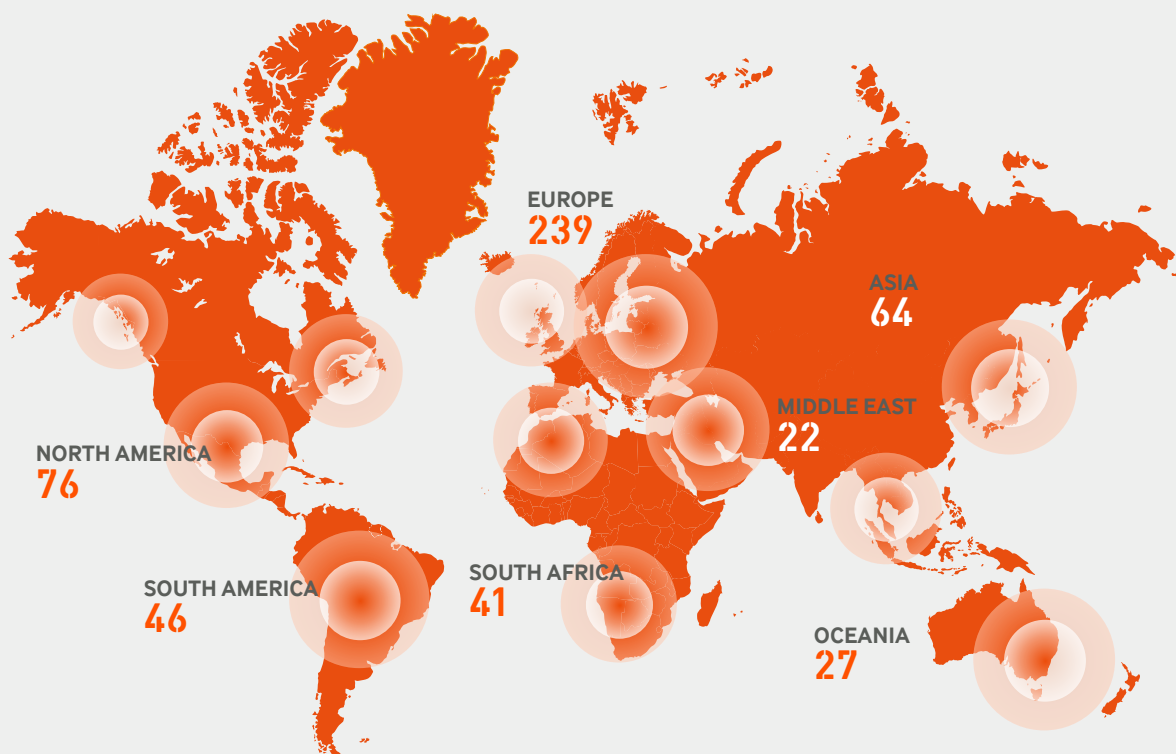 EUROPE
239
ASIA
64
MIDDLE EAST
22
NORTH AMERICA
76
SOUTH AMERICA
46
SOUTH AFRICA
41
OCEANIA
27